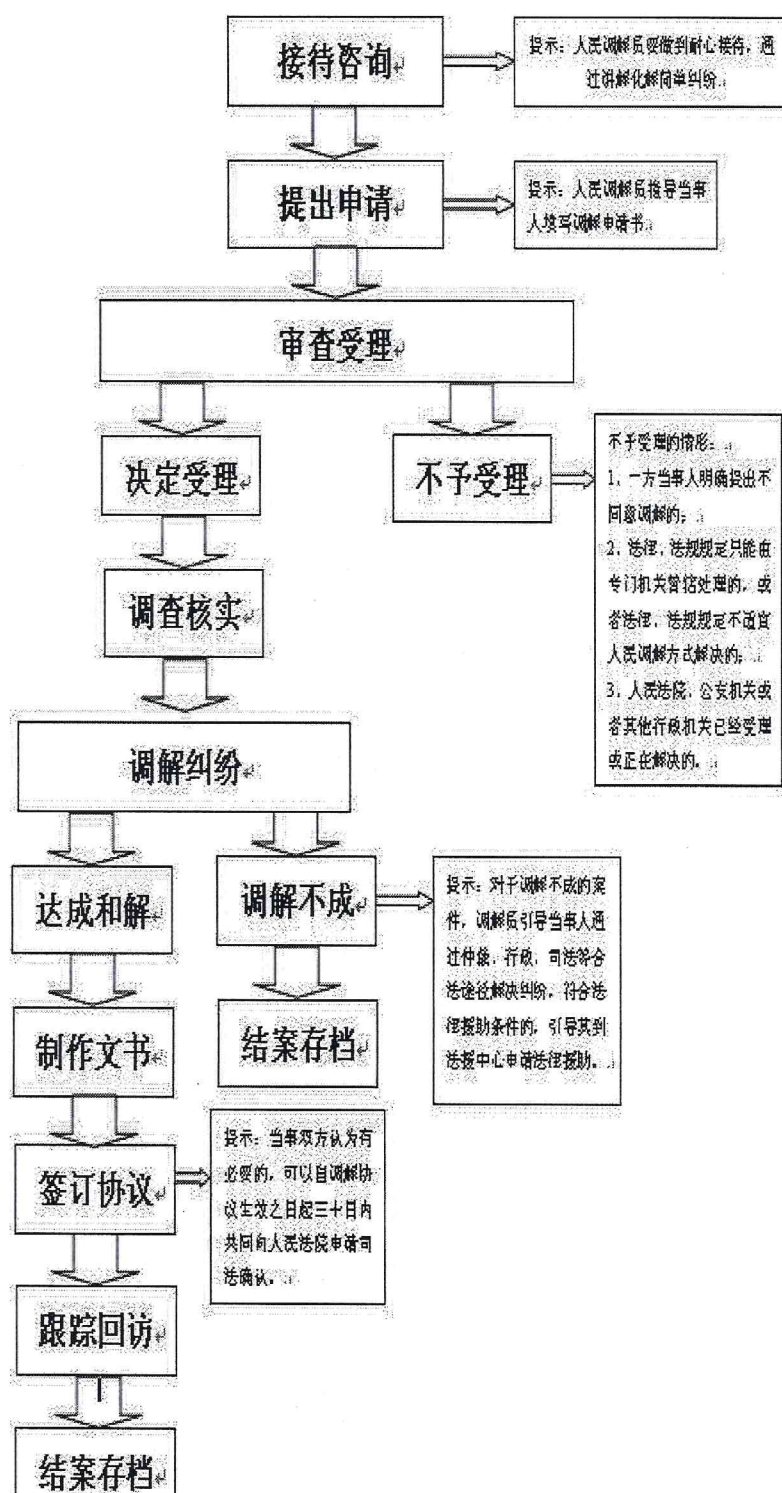 接待咨询
提示：人民调解员要做到耐心接待，通
过讲解化解简单纠纷。
提出申请
提示：人民调解员指导当事
人填写调解申请书。
审查受理
决定受理
不予受理
不予受理的情形：
1、一方当事人明确提出不
同意调解的；
2、法律、法规规定只能由
专门机关管辖处理的，或
者法律、法规规定不适宜
人民调解方式解决的；
3、人民法院、公安机关或
者其他行政机关已经受理
或正在解决的。
调查核实
调解纠纷
达成和解
调解不成
提示：对于调解不成的案
件，调解员引导当事人通
过仲裁、行政、司法等合
法途径解决纠纷，符合法
律援助条件的，引导其到
法援中心申请法律援助。
制作文书
结案存档
签订协议
提示：当事双方认为有
必要的，可以自调解协
议生效之日起三十日内
共同向人民法院申请司
法确认。
跟踪回访
结案存档